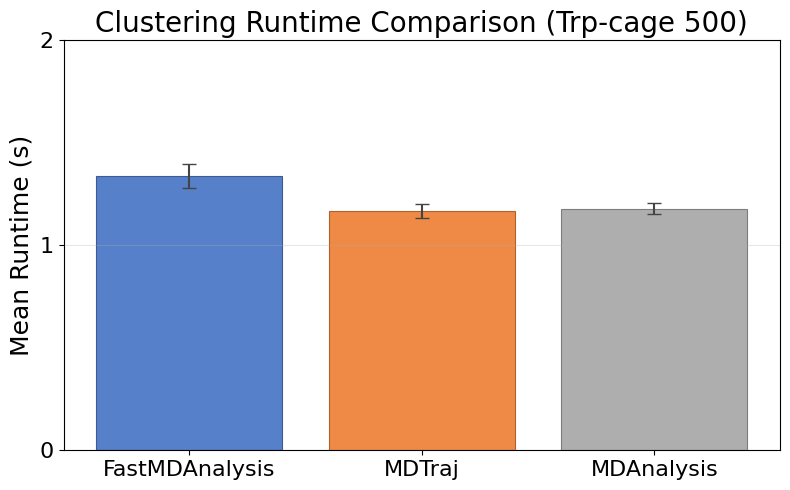 Clustering Runtime Comparison (Trp-cage 500)
Mean Runtime (s)
2
1
0
FastMDAnalysis MDTraj MDAnalysis